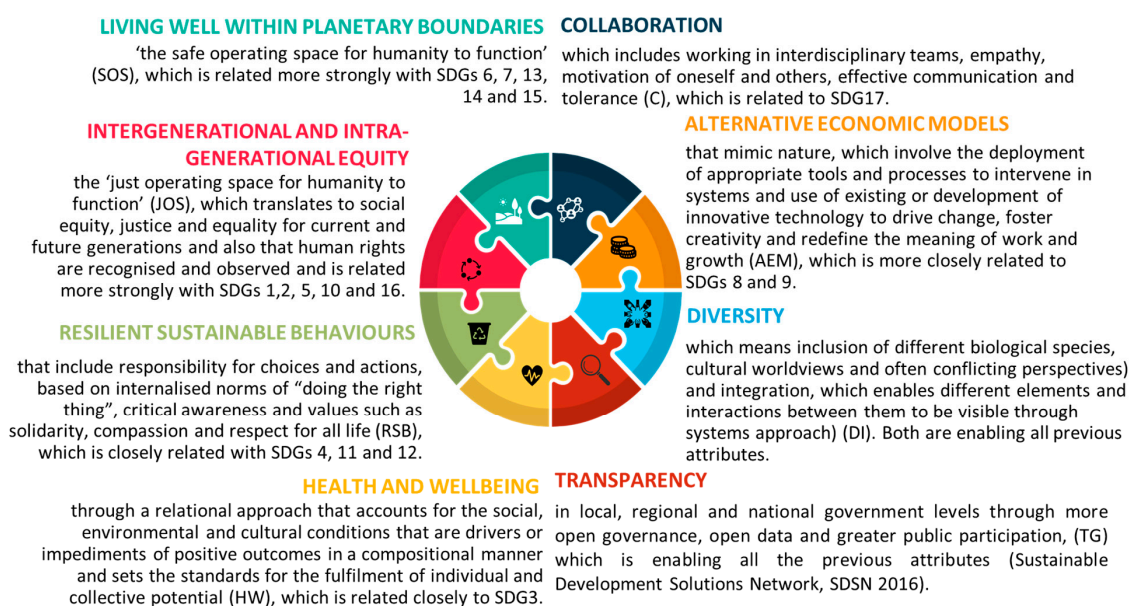 LIVING WELL WITHIN PLANETARY BOUNDARIES
'the safe operating space for humanity to function'
(SOS), which is related more strongly with SDGs 6, 7, 13,
14 and 15.
COLLABORATION
which includes working in interdisciplinary teams, empathy,
motivation of oneself and others, effective communication and
tolerance (C), which is related to SDG17.
INTERGENERATIONAL AND INTRA-
GENERATIONAL EQUITY
the 'just operating space for humanity to
function' (JOS), which translates to social
equity, justice and equality for current and
future generations and also that human rights
are recognised and observed and is related
more strongly with SDGs 1,2, 5, 10 and 16.
ALTERNATIVE ECONOMIC MODELS
that mimic nature, which involve the deployment
of appropriate tools and processes to intervene in
systems and use of existing or development of
innovative technology to drive change, foster
creativity and redefine the meaning of work and
growth (AEM), which is more closely related to
SDGs 8 and 9.
RESILIENT SUSTAINABLE BEHAVIOURS
that include responsibility for choices and actions,
based on internalised norms of "doing the right
thing", critical awareness and values such as
solidarity, compassion and respect for all life (RSB),
which is closely related with SDGs 4, 11 and 12.
DIVERSITY
which means inclusion of different biological species,
cultural worldviews and often conflicting perspectives)
and integration, which enables different elements and
interactions between them to be visible through
systems approach) (DI). Both are enabling all previous
attributes.
HEALTH AND WELLBEING
through a relational approach that accounts for the social,
environmental and cultural conditions that are drivers or
impediments of positive outcomes in a compositional manner
and sets the standards for the fulfilment of individual and
collective potential (HW), which is related closely to SDG3.
TRANSPARENCY
in local, regional and national government levels through more
open governance, open data and greater public participation, (TG)
which is enabling all the previous attributes (Sustainable
Development Solutions Network, SDSN 2016).